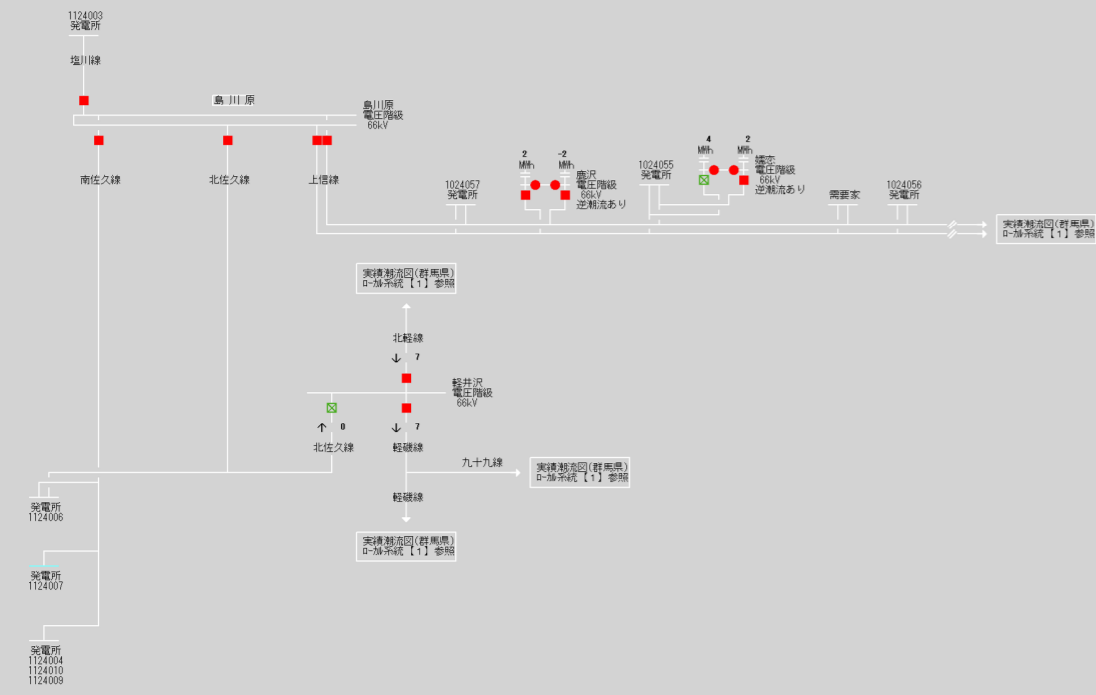 1124003
発電所
塩川線
島川原
島川原
電圧階級
66kV
南佐久線
北佐久線
上信線
1024057
発電所
2
MWh
-2
MWh
鹿沢
電圧階級
66kV
逆潮流あり
1024055
発電所
4
MWh
2
MWh
嬬恋
電圧階級
66kV
逆潮流あり
需要家
1024056
発電所
実績潮流図(群馬県)
ローカル系統【1】参照
実績潮流図(群馬県)
ローカル系統【1】参照
北軽線
↓ 7
軽井沢
電圧階級
66kV
↑ 0
北佐久線
↓ 7
軽磯線
九十九線
実績潮流図(群馬県)
ローカル系統【1】参照
軽磯線
実績潮流図(群馬県)
ローカル系統【1】参照
発電所
1124006
発電所
1124007
発電所
1124004
1124010
1124009